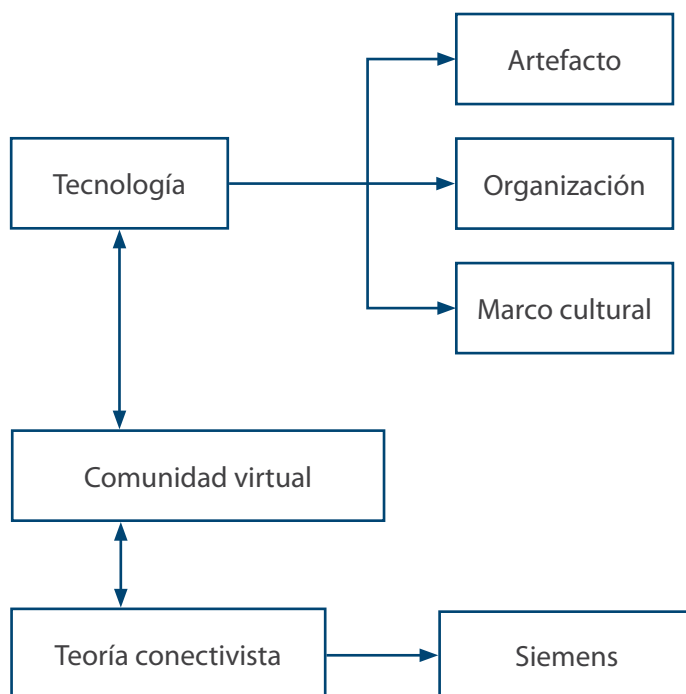 Artefacto
Tecnología
Organización
Marco cultural
Comunidad virtual
Teoría conectivista
Siemens